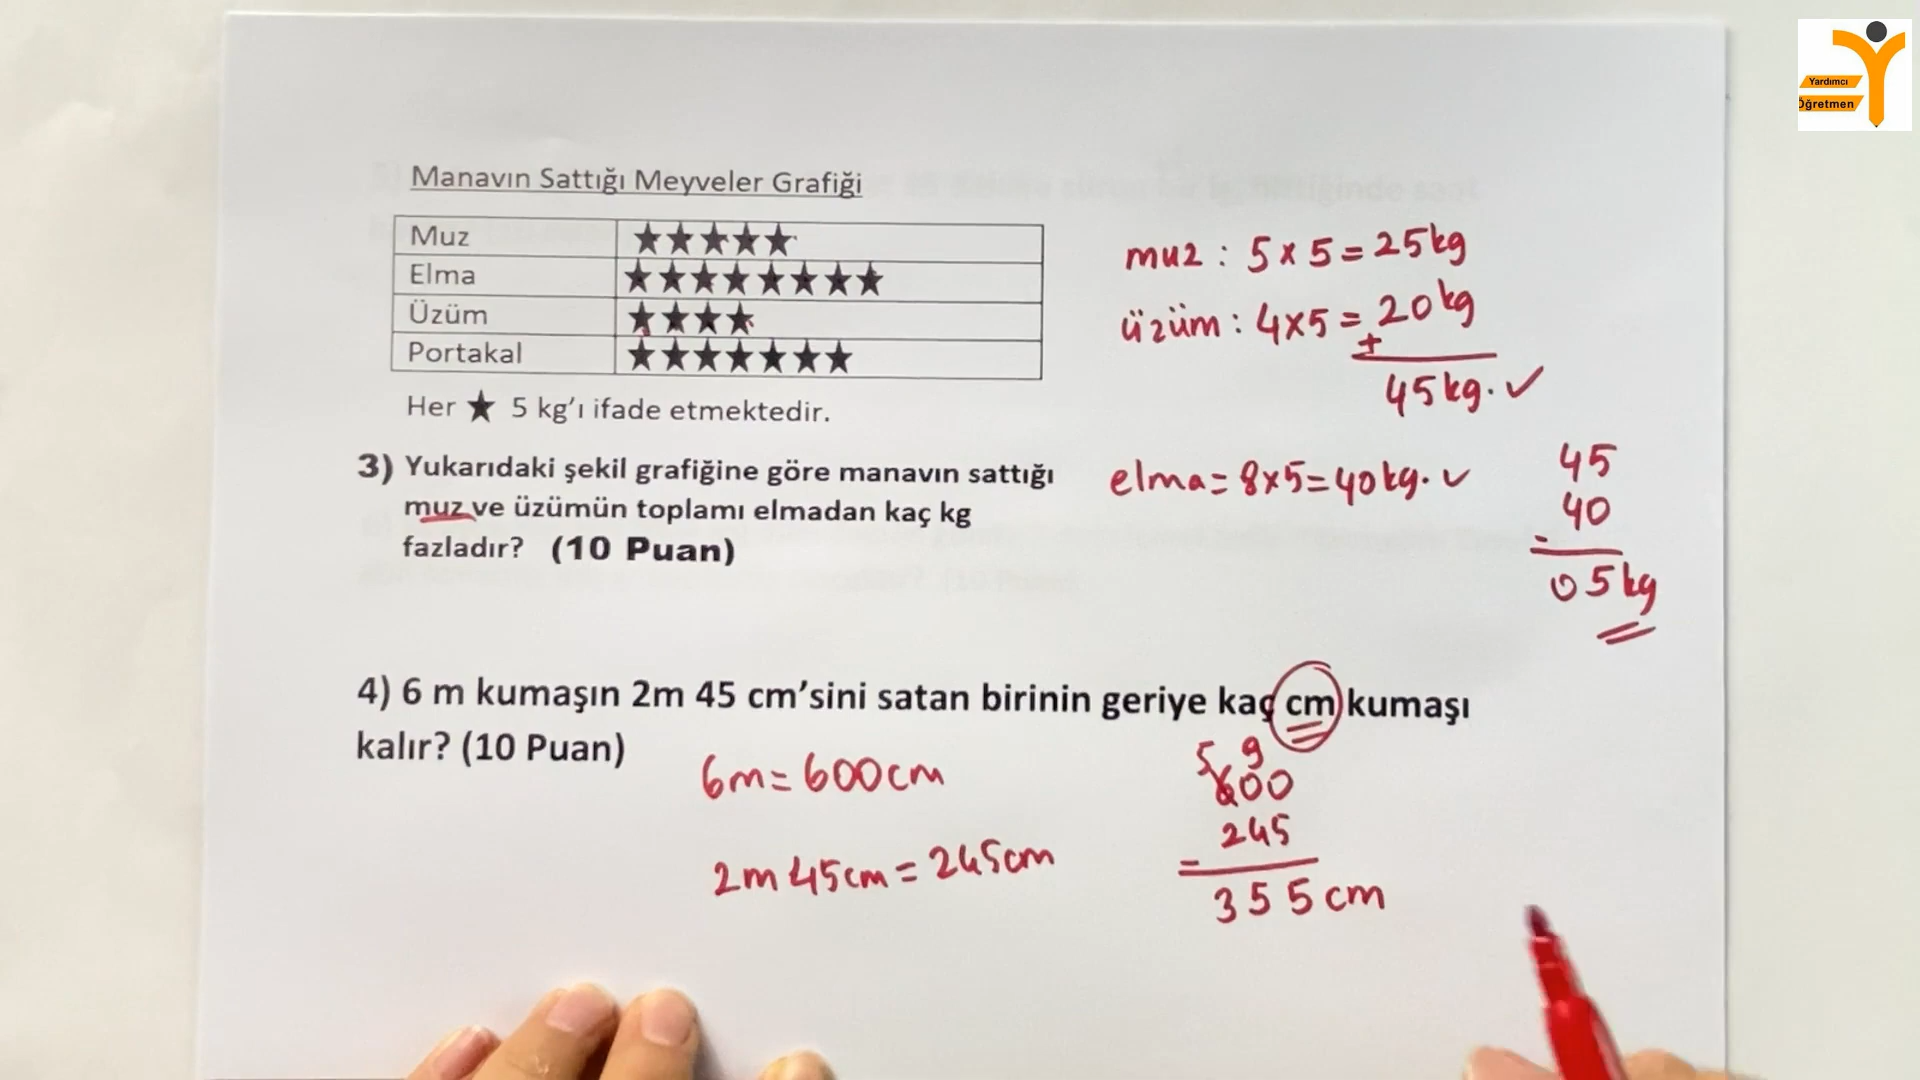 Yardımcı
Öğretmen
Manavın Sattığı Meyveler Grafiği
Muz ★★★★★
Elma ★★★★★★★★
Üzüm ★★★★
Portakal ★★★★★★★
Her ★ 5 kg’ı ifade etmektedir.
muz : 5 x 5 = 25kg
üzüm : 4x5 = 20kg
+
45kg. ✓
3) Yukarıdaki şekil grafiğine göre manavın sattığı
muz ve üzümün toplamı elmadan kaç kg
fazladır? (10 Puan)
elma = 8x5=40kg. ✓
45
40
-
05kg
4) 6 m kumaşın 2m 45 cm’sini satan birinin geriye kaç cm kumaşı
kalır? (10 Puan)
6m = 600cm
2m 45cm = 245cm
5 9
600
245
-
355cm